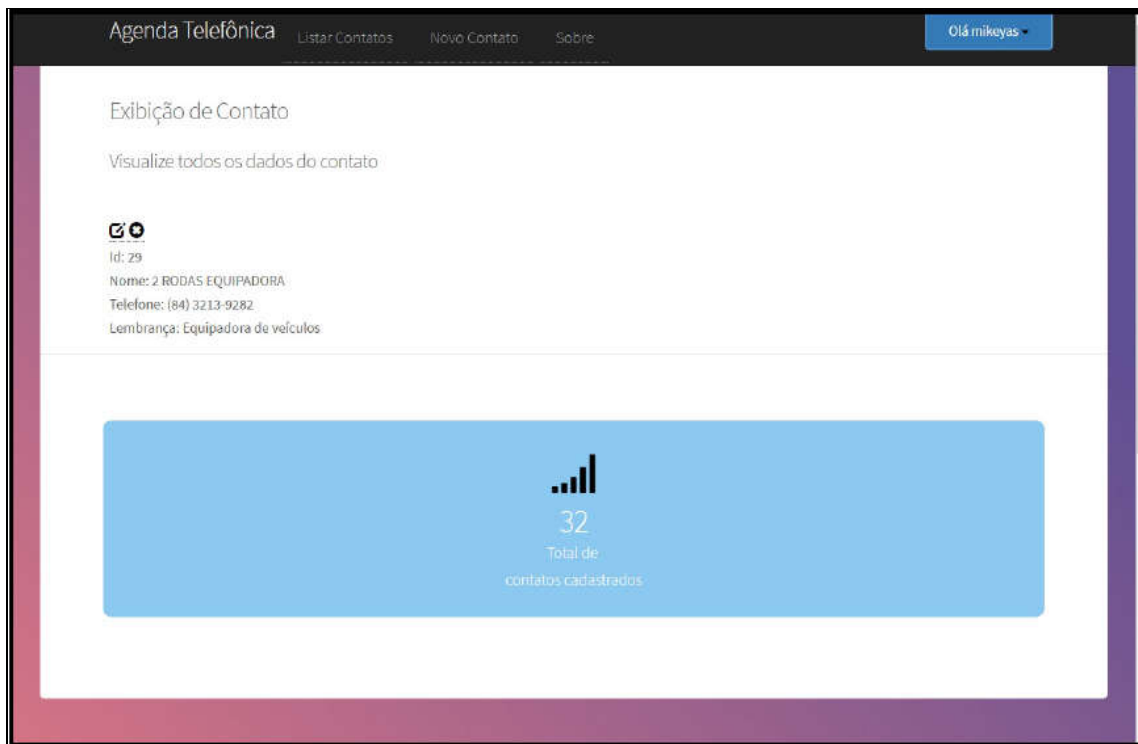 Agenda Telefônica Listar Contatos Novo Contato Sobre Olá mikeyas
Exibição de Contato
Visualize todos os dados do contato
Id: 29
Nome: 2 RODAS EQUIPADORA
Telefone: (84) 3213-9282
Lembrança: Equipadora de veículos
32
Total de
contatos cadastrados